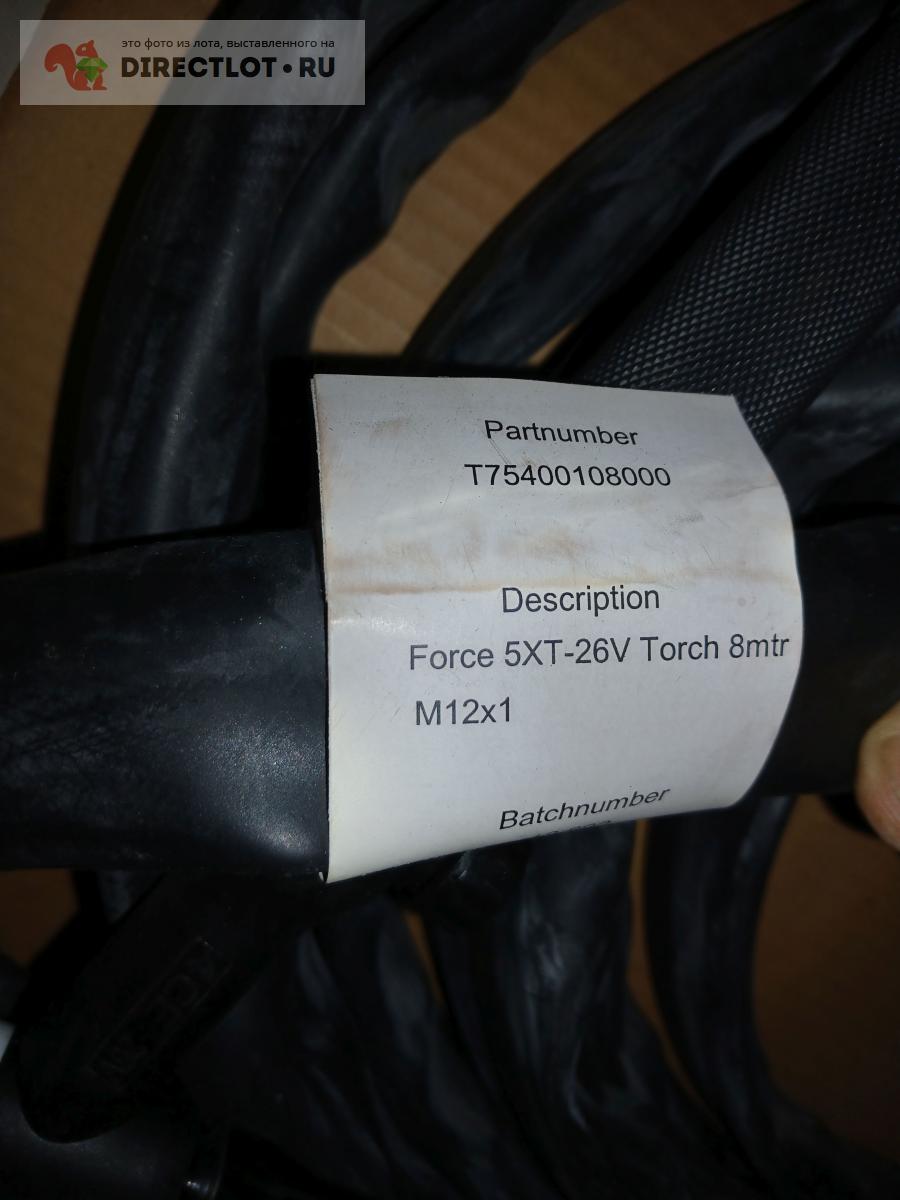 это фото из лота, выставленного на
DIRECTLOT•RU
Partnumber
T75400108000
Description
Force 5XT-26V Torch 8mtr
M12x1
Batchnumber